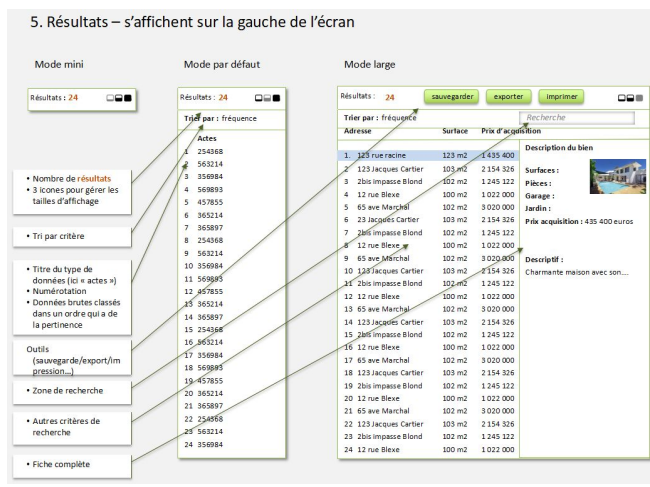 5. Résultats – s’affichent sur la gauche de l’écran
Mode mini
Mode par défaut
Mode large
Résultats : 24
• Nombre de résultats
• 3 icones pour gérer les
tailles d’affichage
• Tri par critère
• Titre du type de
données (ici « actes »)
• Numérotation
• Données brutes classés
dans un ordre qui a de
la pertinence
Outils
(sauvegarde/export/im
pression…)
• Zone de recherche
• Autres critères de
recherche
• Fiche complète
Résultats : 24
Trier par : fréquence
Actes
1 254368
2 563214
3 356984
4 569893
5 457855
6 365214
7 365897
8 254368
9 563214
10 356984
11 569893
12 457855
13 365214
14 365897
15 254368
16 563214
17 356984
18 569893
19 457855
20 365214
21 365897
22 254368
23 563214
24 356984
Résultats : 24 sauvegarder exporter imprimer
Trier par : fréquence Recherche
Adresse Surface Prix d’acquisition
1. 123 rue racine 123 m2 1 435 400
2 123 Jacques Cartier 103 m2 2 154 326
3 2bis impasse Blond 102 m2 1 245 122
4 12 rue Blexe 100 m2 1 022 000
5 65 ave Marchal 102 m2 3 020 000
6 23 Jacques Cartier 103 m2 2 154 326
7 2bis impasse Blond 102 m2 1 245 122
8 12 rue Blexe 100 m2 1 022 000
9 65 ave Marchal 102 m2 3 020 000
10 123 Jacques Cartier 103 m2 2 154 326
11 2bis impasse Blond 102 m2 1 245 122
12 12 rue Blexe 100 m2 1 022 000
13 65 ave Marchal 102 m2 3 020 000
14 123 Jacques Cartier 103 m2 2 154 326
15 2bis impasse Blond 102 m2 1 245 122
16 12 rue Blexe 100 m2 1 022 000
17 65 ave Marchal 102 m2 3 020 000
18 123 Jacques Cartier 103 m2 2 154 326
19 2bis impasse Blond 102 m2 1 245 122
20 12 rue Blexe 100 m2 1 022 000
21 65 ave Marchal 102 m2 3 020 000
22 123 Jacques Cartier 103 m2 2 154 326
23 2bis impasse Blond 102 m2 1 245 122
24 12 rue Blexe 100 m2 1 022 000
Description du bien
Surfaces :
Pièces :
Garage :
Jardin :
Prix acquisition : 435 400 euros
Descriptif :
Charmante maison avec son….